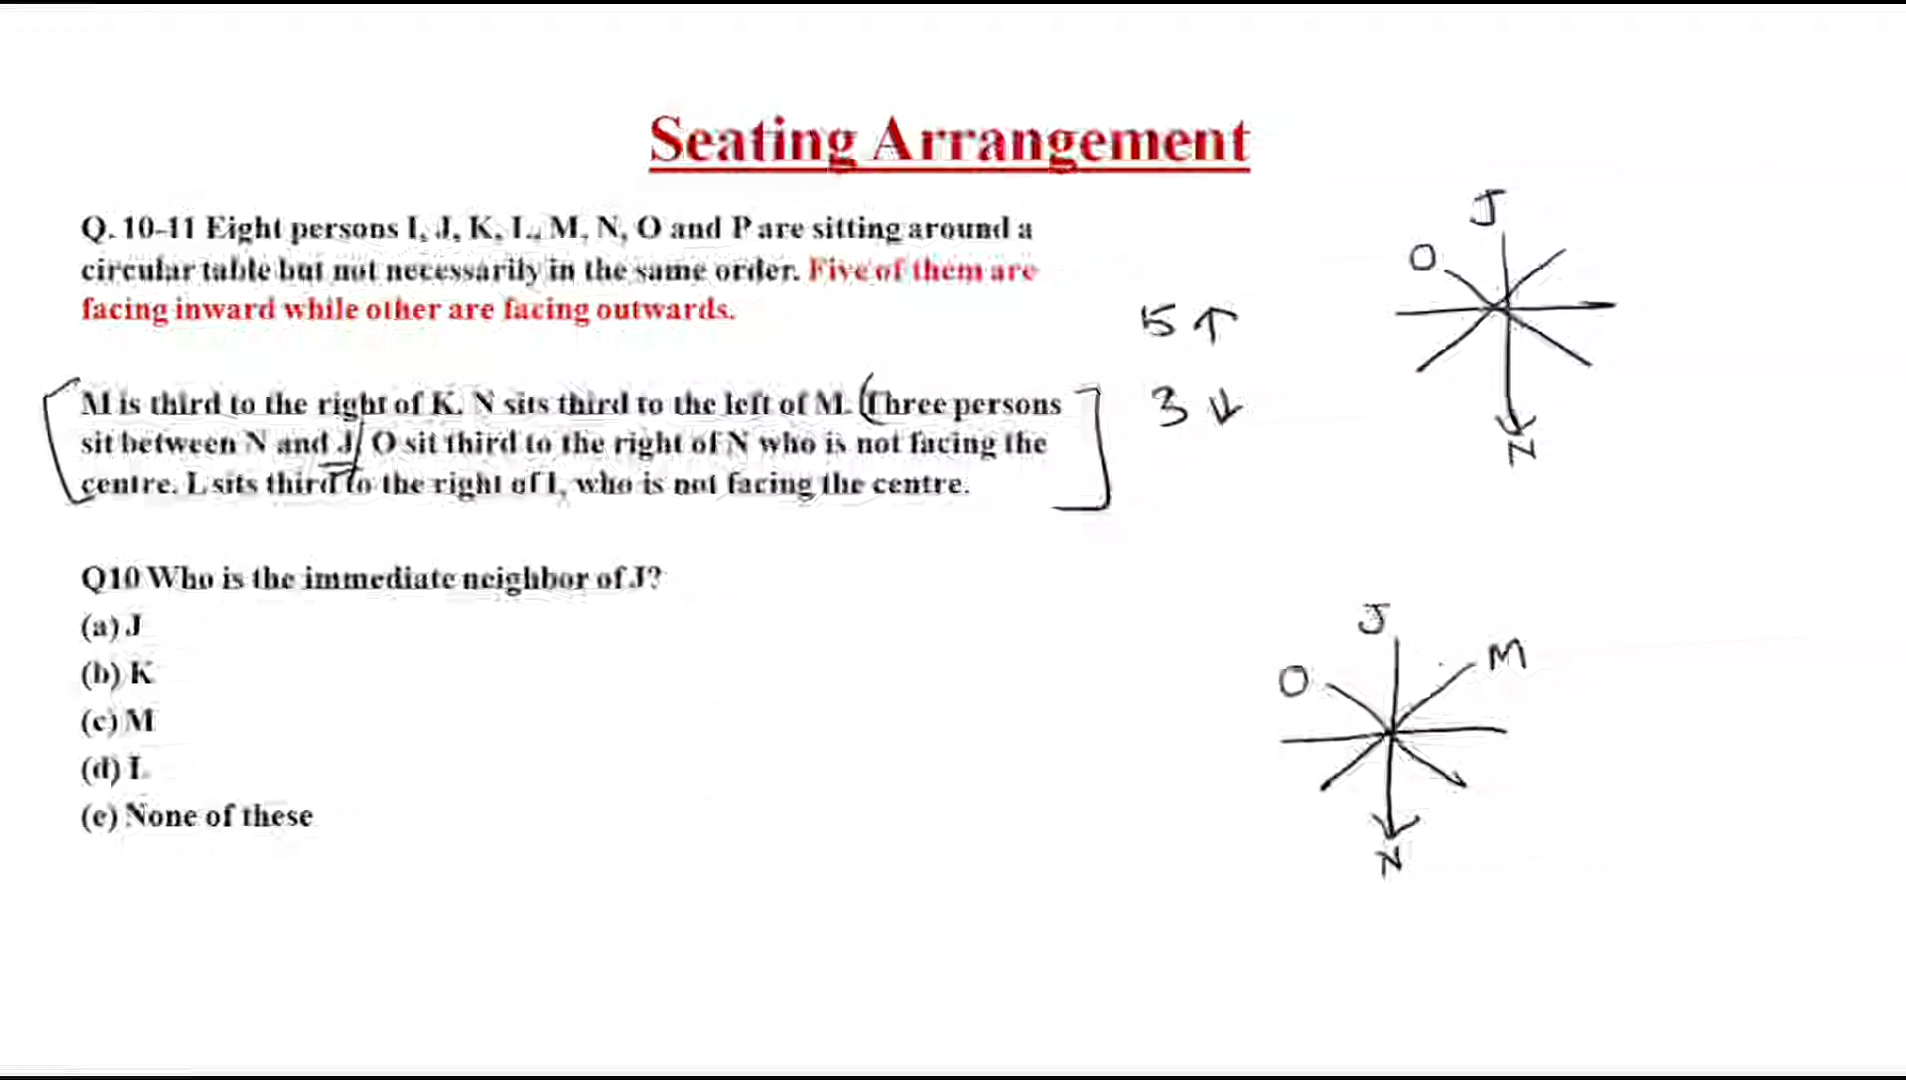 Seating Arrangement
Q. 10-11 Eight persons I, J, K, L, M, N, O and P are sitting around a
circular table but not necessarily in the same order. Five of them are
facing inward while other are facing outwards.
M is third to the right of K. N sits third to the left of M. Three persons
sit between N and J. O sit third to the right of N who is not facing the
centre. L sits third to the right of I, who is not facing the centre.
Q10 Who is the immediate neighbor of J?
(a) J
(b) K
(c) M
(d) L
(e) None of these
5 ↑
3 ↓
J
O
N
J
O
M
N